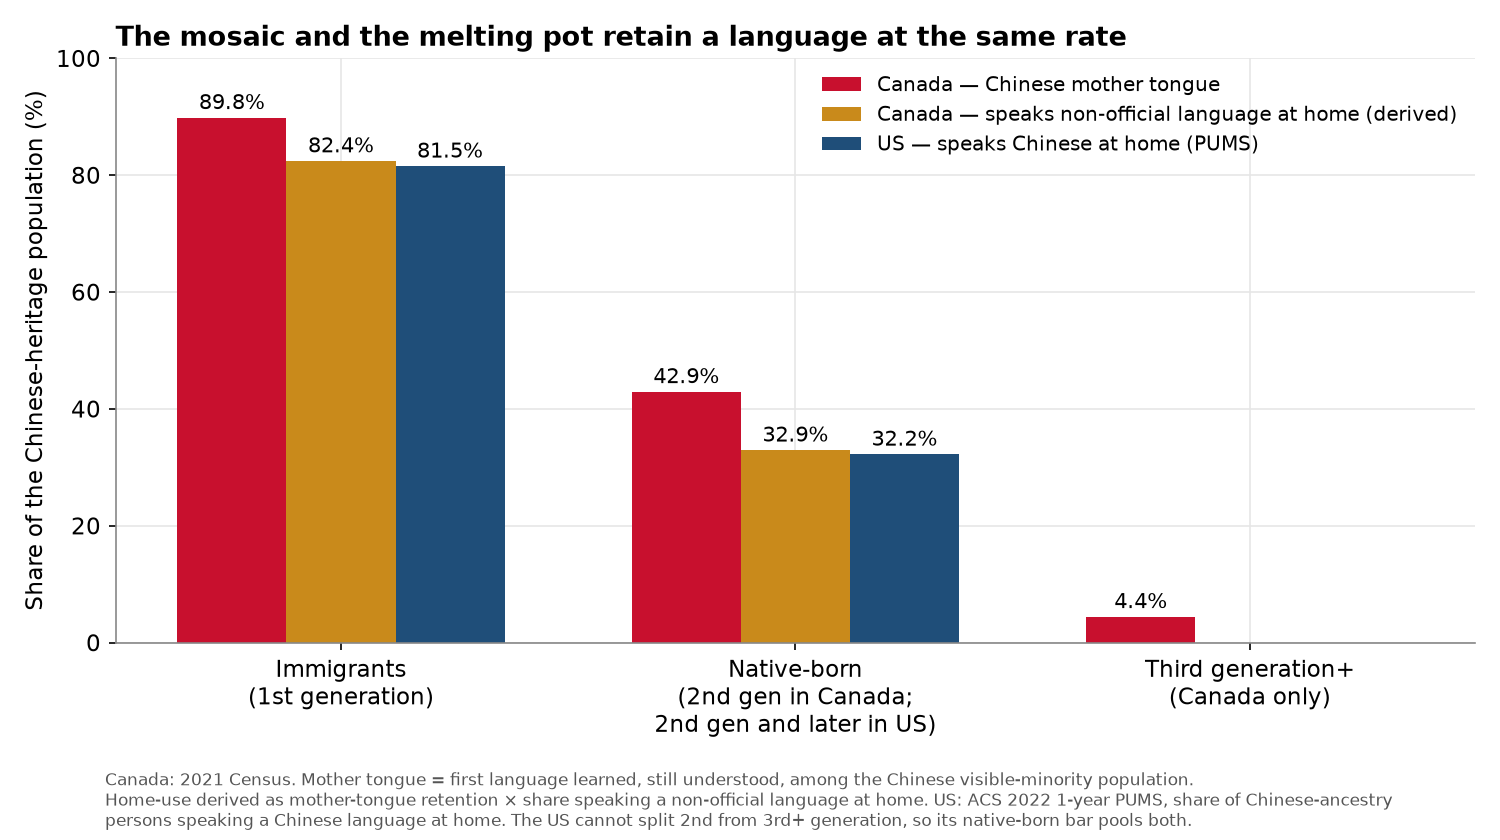 The mosaic and the melting pot retain a language at the same rate
Share of the Chinese-heritage population (%)
100
80
60
40
20
0
Canada — Chinese mother tongue
Canada — speaks non-official language at home (derived)
US — speaks Chinese at home (PUMS)
89.8%
82.4%
81.5%
42.9%
32.9%
32.2%
4.4%
Immigrants
(1st generation)
Native-born
(2nd gen in Canada;
2nd gen and later in US)
Third generation+
(Canada only)
Canada: 2021 Census. Mother tongue = first language learned, still understood, among the Chinese visible-minority population.
Home-use derived as mother-tongue retention × share speaking a non-official language at home. US: ACS 2022 1-year PUMS, share of Chinese-ancestry
persons speaking a Chinese language at home. The US cannot split 2nd from 3rd+ generation, so its native-born bar pools both.